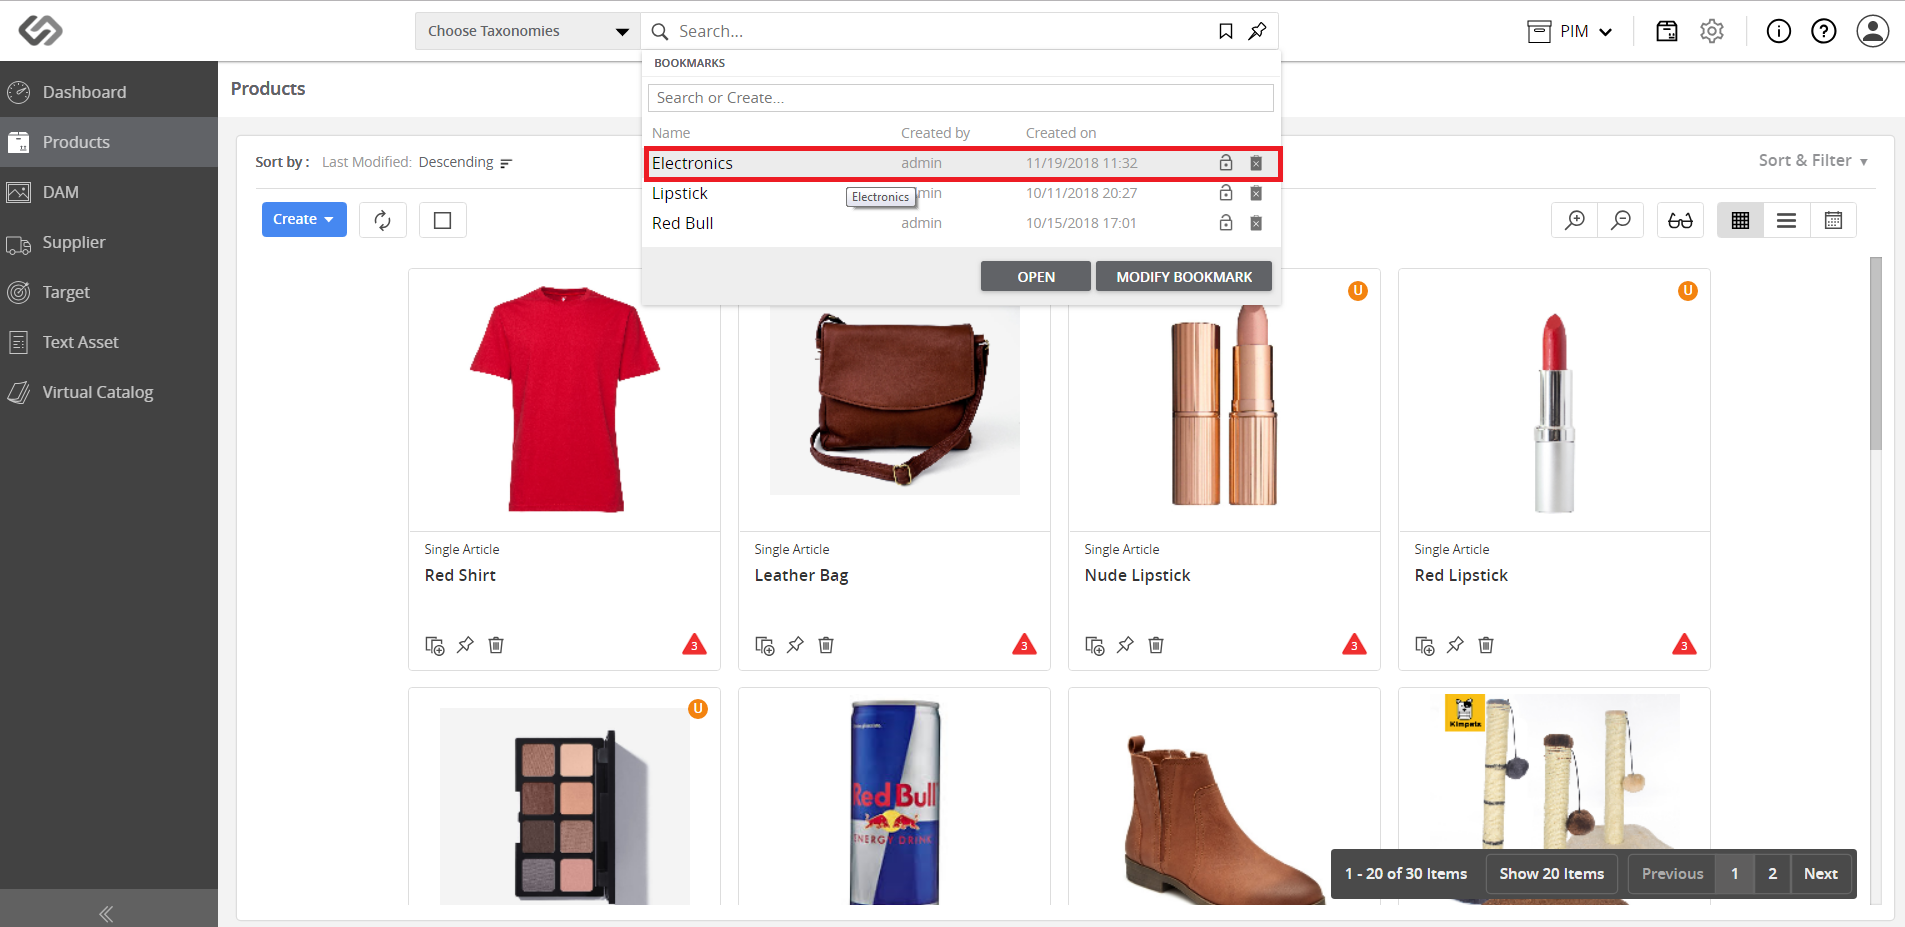 Choose Taxonomies
Search...
PIM
BOOKMARKS
Search or Create...
Name Created by Created on
Electronics admin 11/19/2018 11:32
Lipstick min 10/11/2018 20:27
Electronics
Red Bull admin 10/15/2018 17:01
OPEN MODIFY BOOKMARK
Dashboard
Products
DAM
Supplier
Target
Text Asset
Virtual Catalog
Products
Sort by : Last Modified: Descending
Sort & Filter
Create
U
U
Single Article
Red Shirt
3
Single Article
Leather Bag
3
Single Article
Nude Lipstick
3
Single Article
Red Lipstick
3
U
Red Bull
ENERGY DRINK
1 - 20 of 30 Items Show 20 Items Previous 1 2 Next